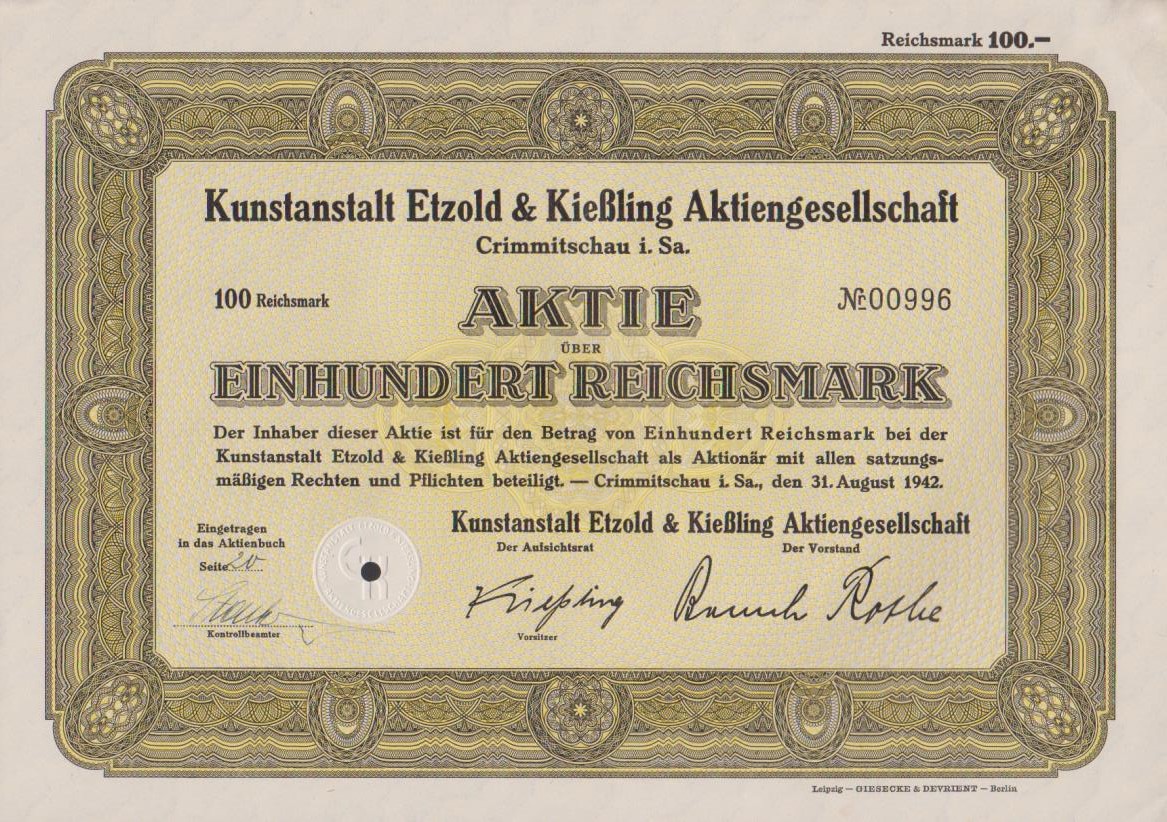 Reichsmark 100.—
Kunstanstalt Etzold & Kießling Aktiengesellschaft
Crimmitschau i. Sa.
100 Reichsmark
AKTIE
Nr. 00996
ÜBER
EINHUNDERT REICHSMARK
Der Inhaber dieser Aktie ist für den Betrag von Einhundert Reichsmark bei der
Kunstanstalt Etzold & Kießling Aktiengesellschaft als Aktionär mit allen satzungs-
mäßigen Rechten und Pflichten beteiligt. — Crimmitschau i. Sa., den 31. August 1942.
Kunstanstalt Etzold & Kießling Aktiengesellschaft
Der Aufsichtsrat
Der Vorstand
Eingetragen
in das Aktienbuch
Seite 20
Kießling
Rothe
Kontrollbeamter
Vorsitzer
Leipzig — GIESECKE & DEVRIENT — Berlin